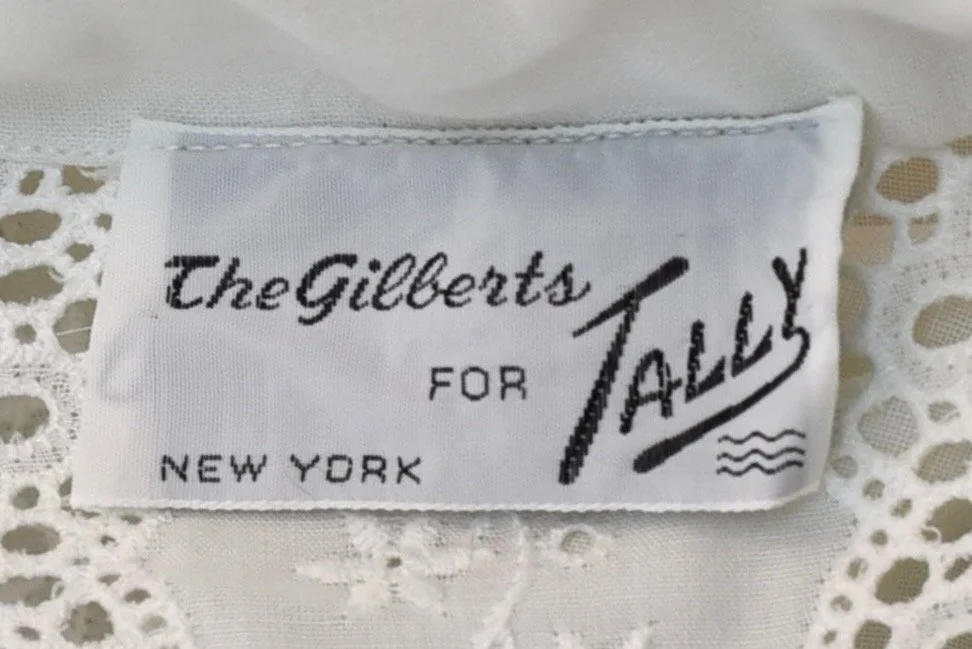 The Gilberts
FOR TALLY
NEW YORK